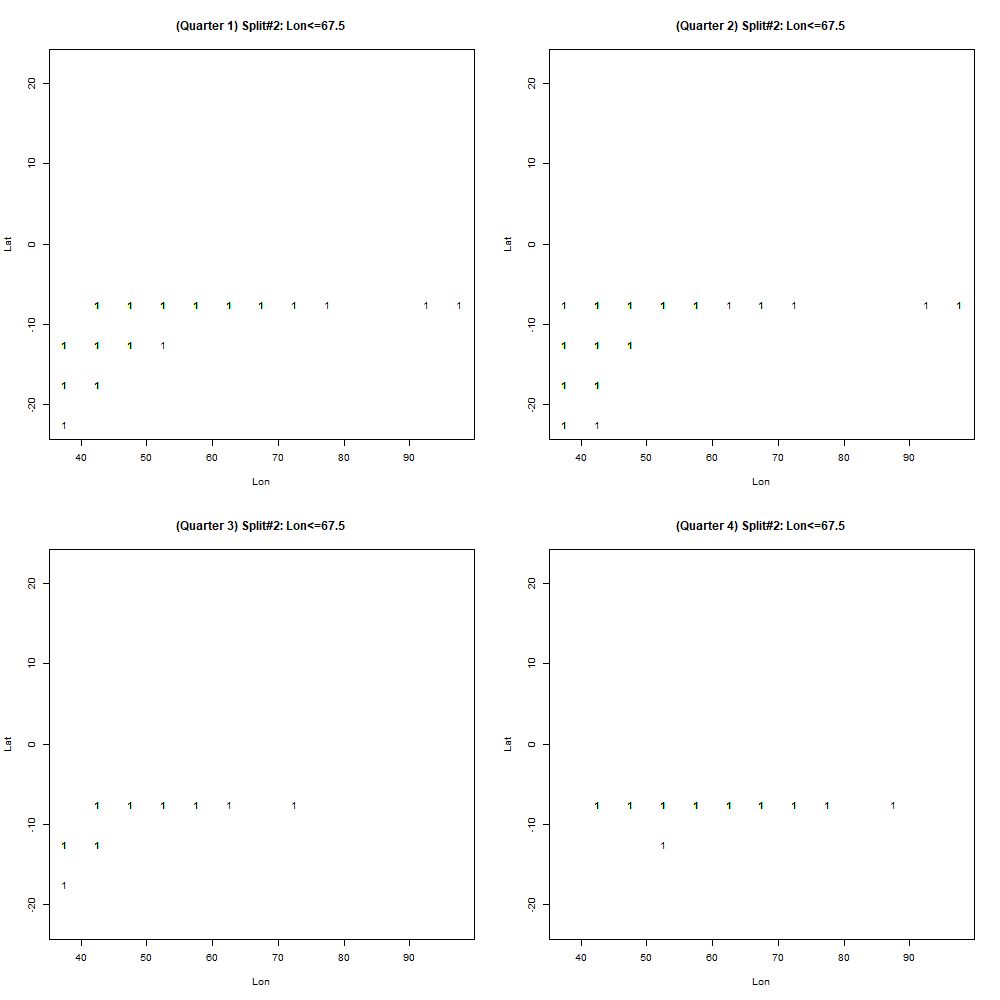 (Quarter 1) Split#2: Lon<=67.5
20
10
0
-10
-20
Lat
1 1 1 1 1 1 1 1 1 1
1 1 1 1
1 1
1
40 50 60 70 80 90
Lon
(Quarter 2) Split#2: Lon<=67.5
20
10
0
-10
-20
Lat
1 1 1 1 1 1 1 1 1 1
1 1 1
1 1
1 1
40 50 60 70 80 90
Lon
(Quarter 3) Split#2: Lon<=67.5
20
10
0
-10
-20
Lat
1 1 1 1 1 1
1 1
1
40 50 60 70 80 90
Lon
(Quarter 4) Split#2: Lon<=67.5
20
10
0
-10
-20
Lat
1 1 1 1 1 1 1 1 1
1
40 50 60 70 80 90
Lon